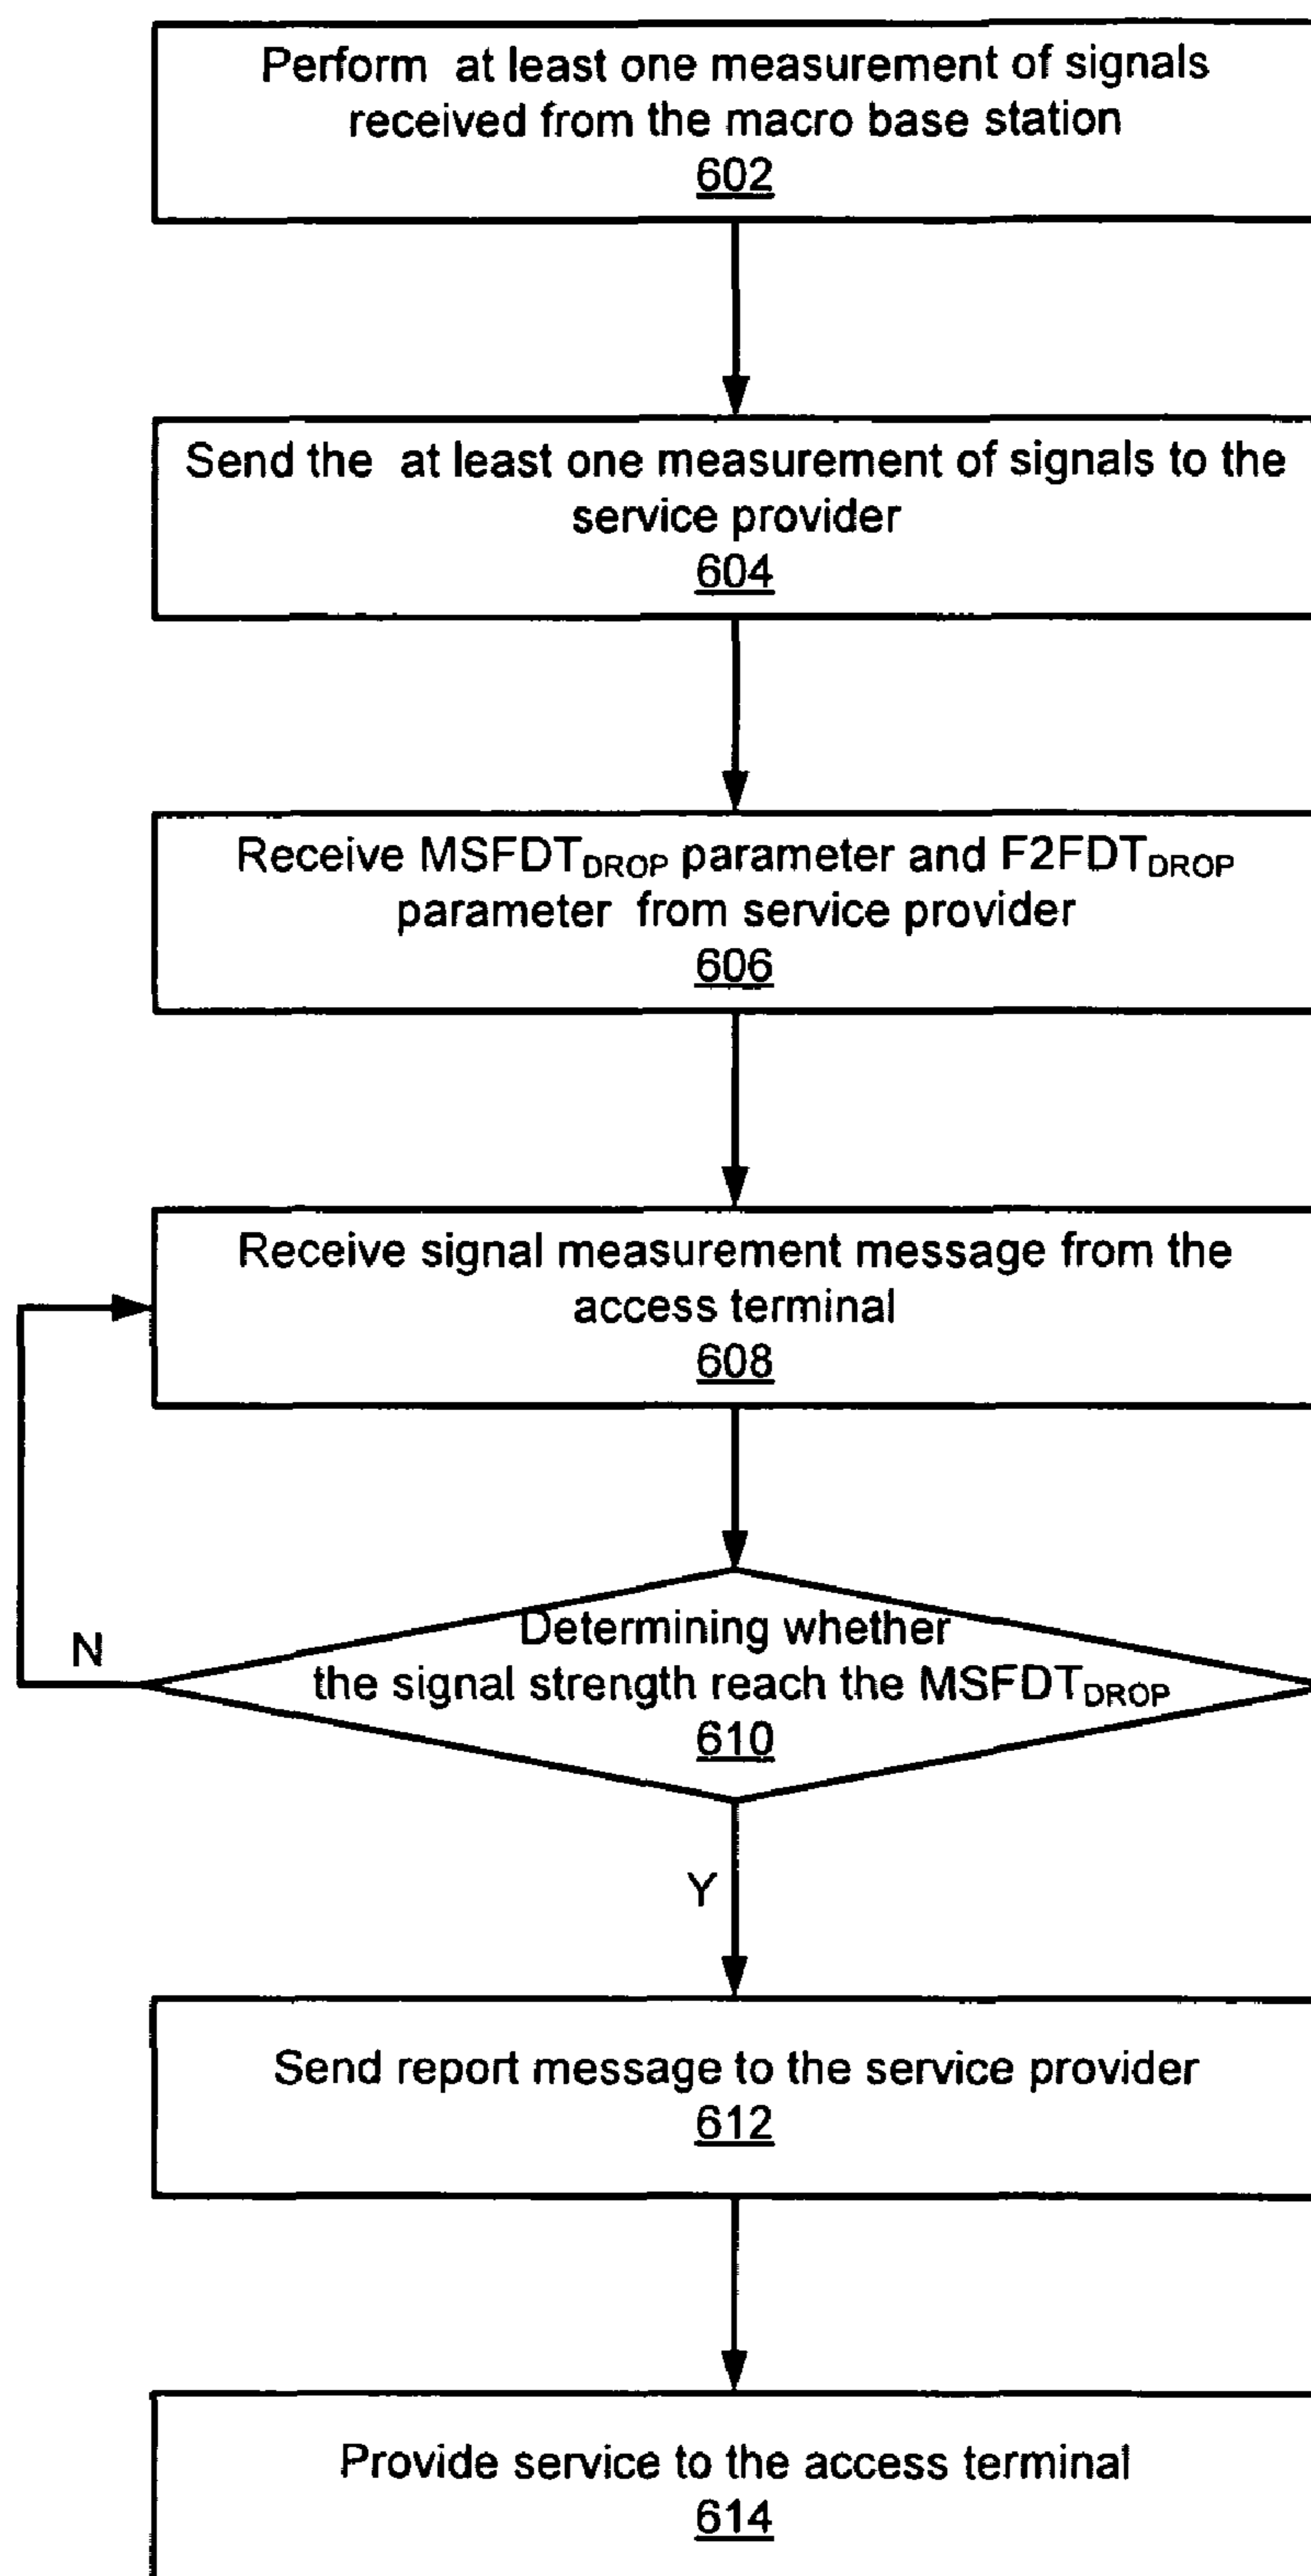 Perform at least one measurement of signals
received from the macro base station
602
Send the at least one measurement of signals to the
service provider
604
Receive MSFDTDROP parameter and F2FDTDROP
parameter from service provider
606
Receive signal measurement message from the
access terminal
608
Determining whether
the signal strength reach the MSFDTDROP
610
N
Y
Send report message to the service provider
612
Provide service to the access terminal
614